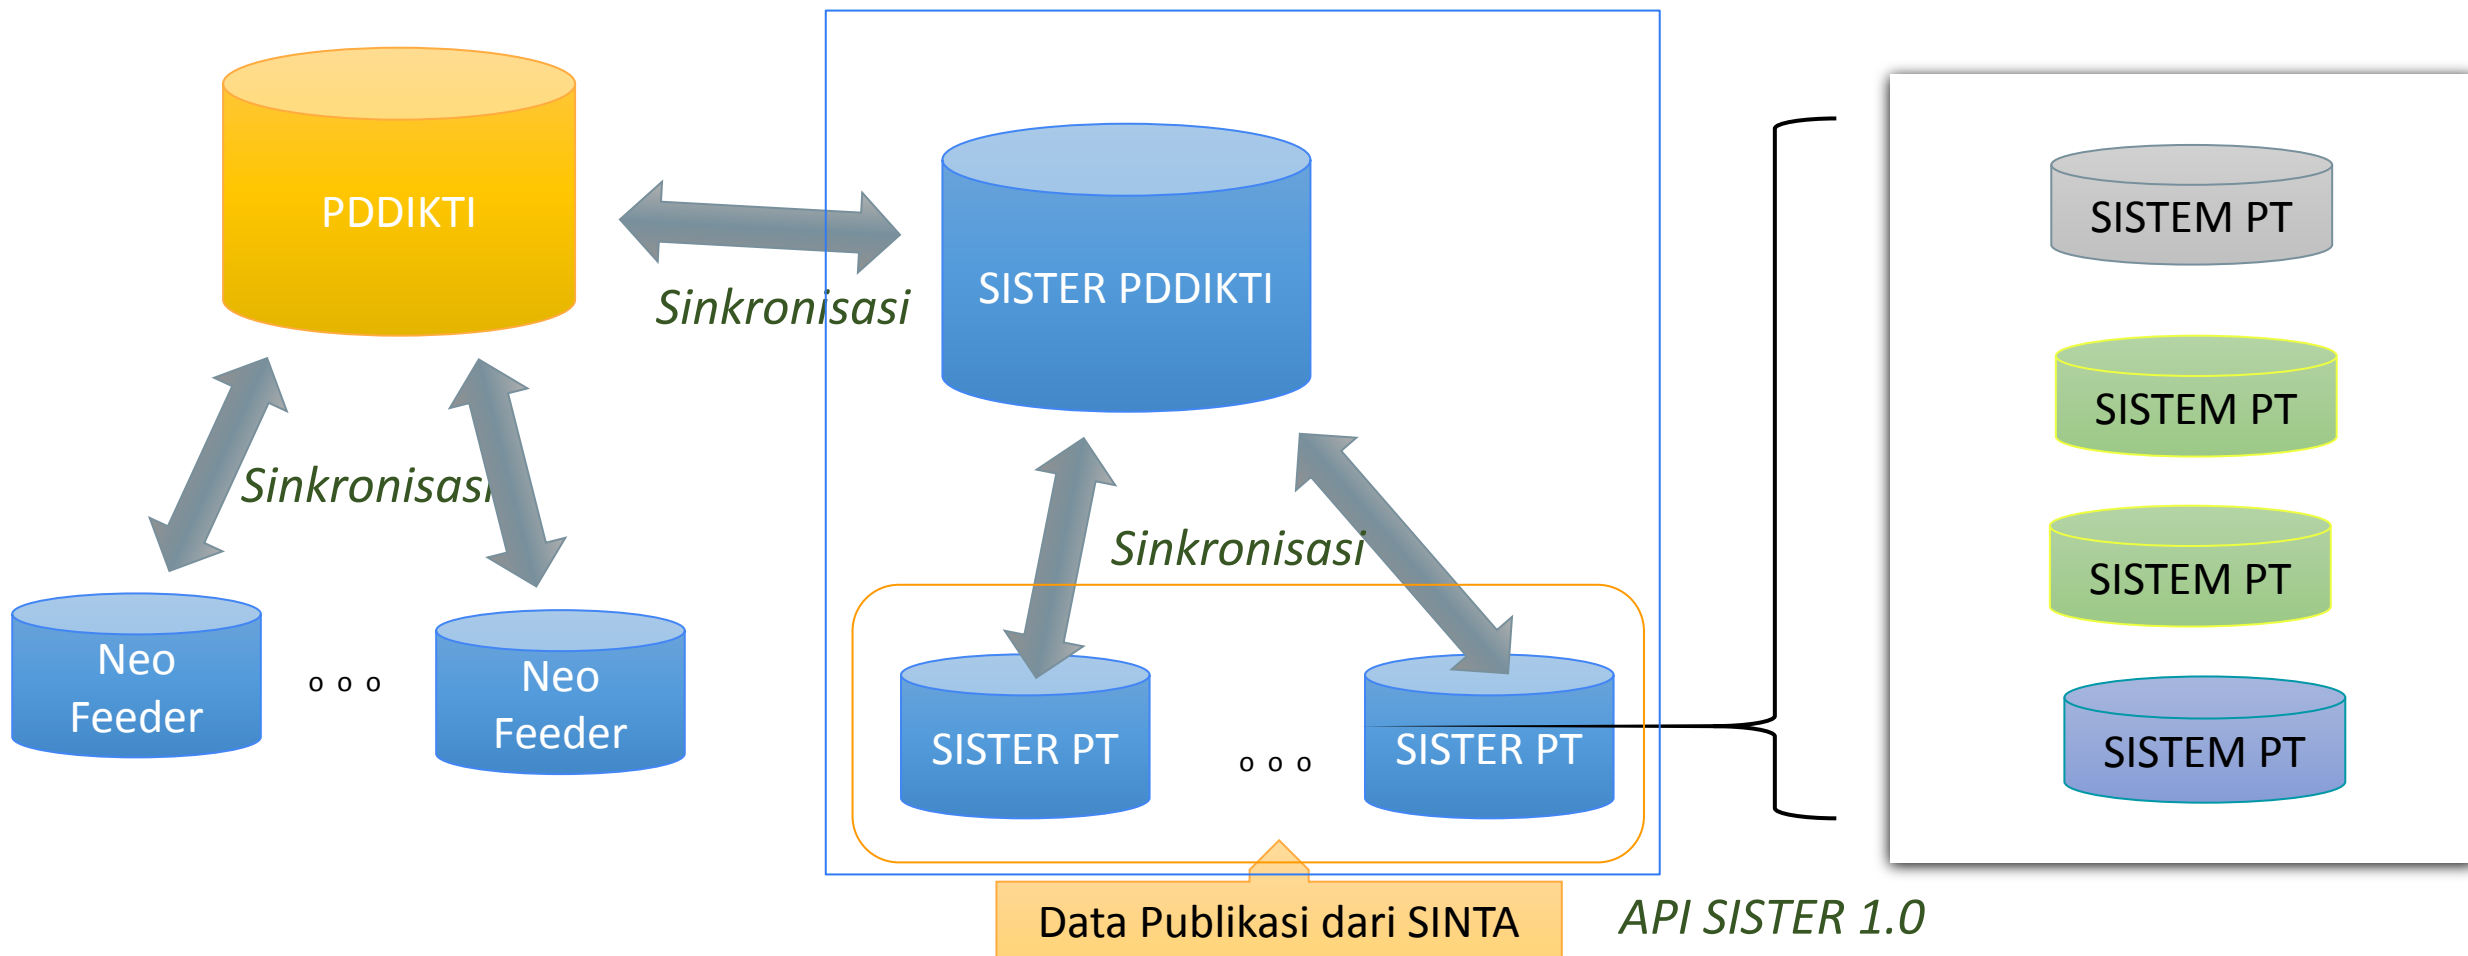 PDDIKTI
Sinkronisasi
SISTER PDDIKTI
Sinkronisasi
Neo
Feeder
o o o
Neo
Feeder
Sinkronisasi
SISTER PT
o o o
SISTER PT
Data Publikasi dari SINTA
API SISTER 1.0
SISTEM PT
SISTEM PT
SISTEM PT
SISTEM PT